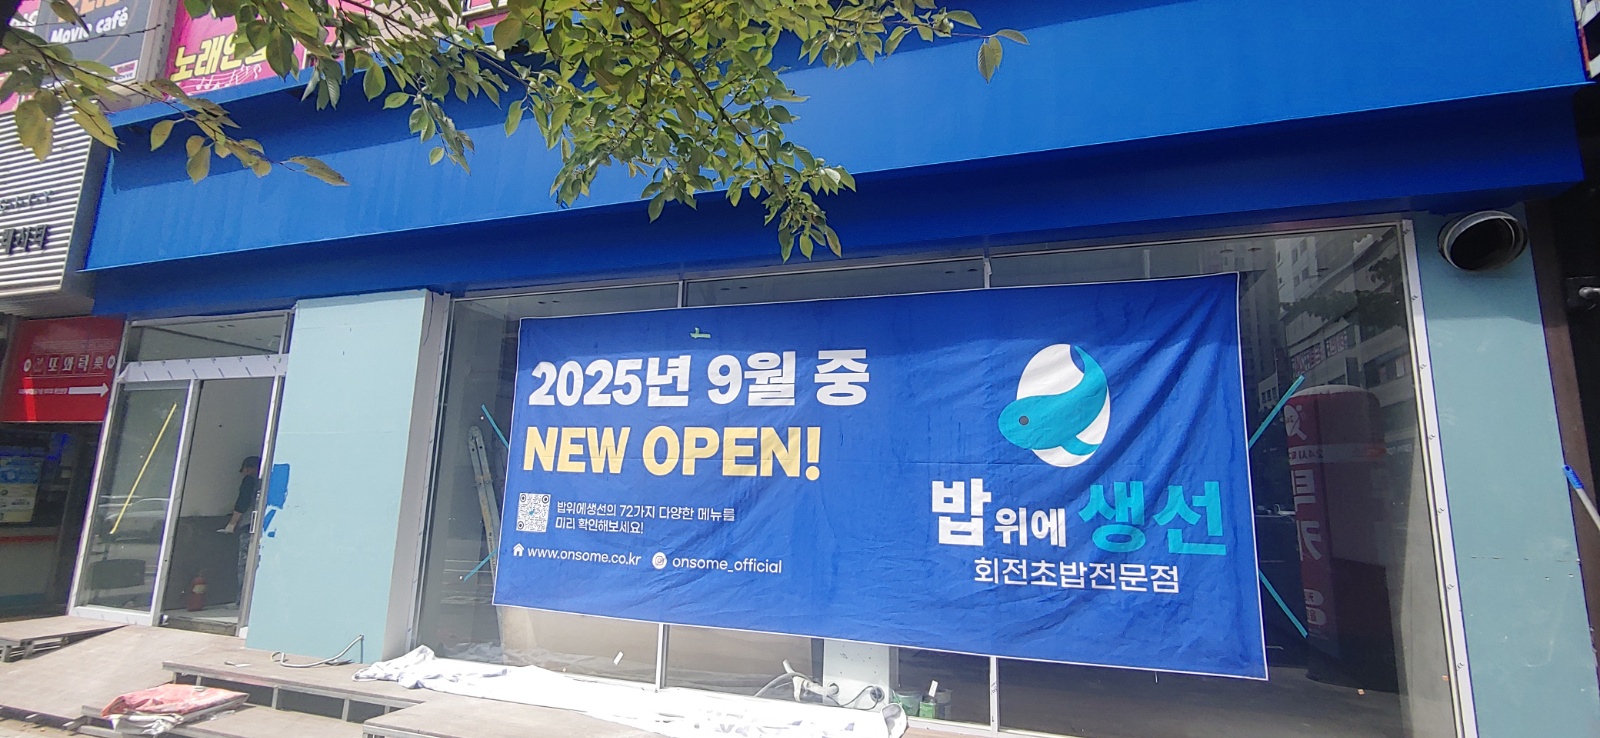 Movie café
노래연습
또와탁
2025년 9월 중
NEW OPEN!
밥위에생선의 72가지 다양한 메뉴를
미리 확인해보세요!
www.onsome.co.kr onsome_official
밥위에 생선
회전초밥전문점